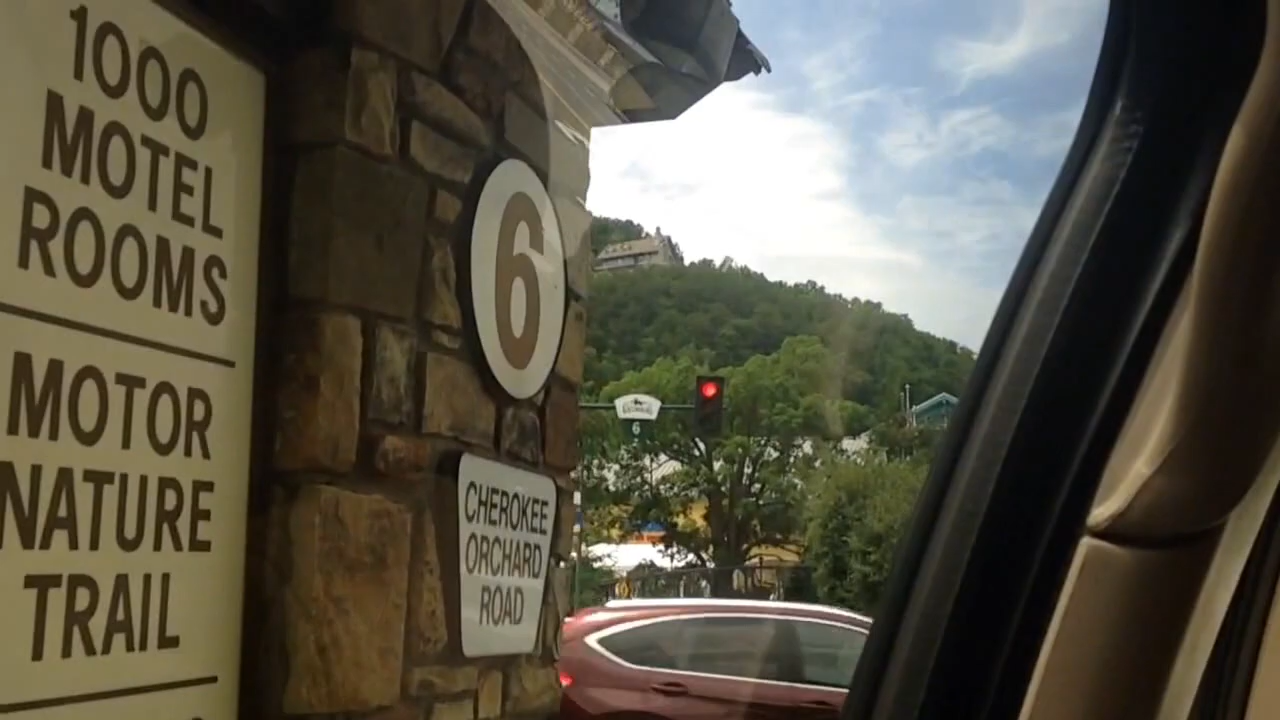 1000
MOTEL
ROOMS
MOTOR
NATURE
TRAIL
6
CHEROKEE
ORCHARD
ROAD
6